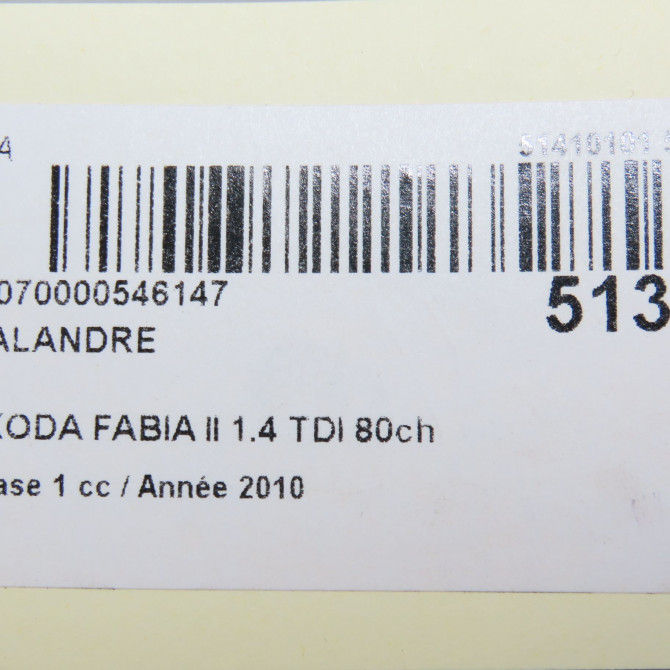 4 51410101
070000546147 513
ALANDRE
KODA FABIA II 1.4 TDI 80ch
ase 1 cc / Année 2010